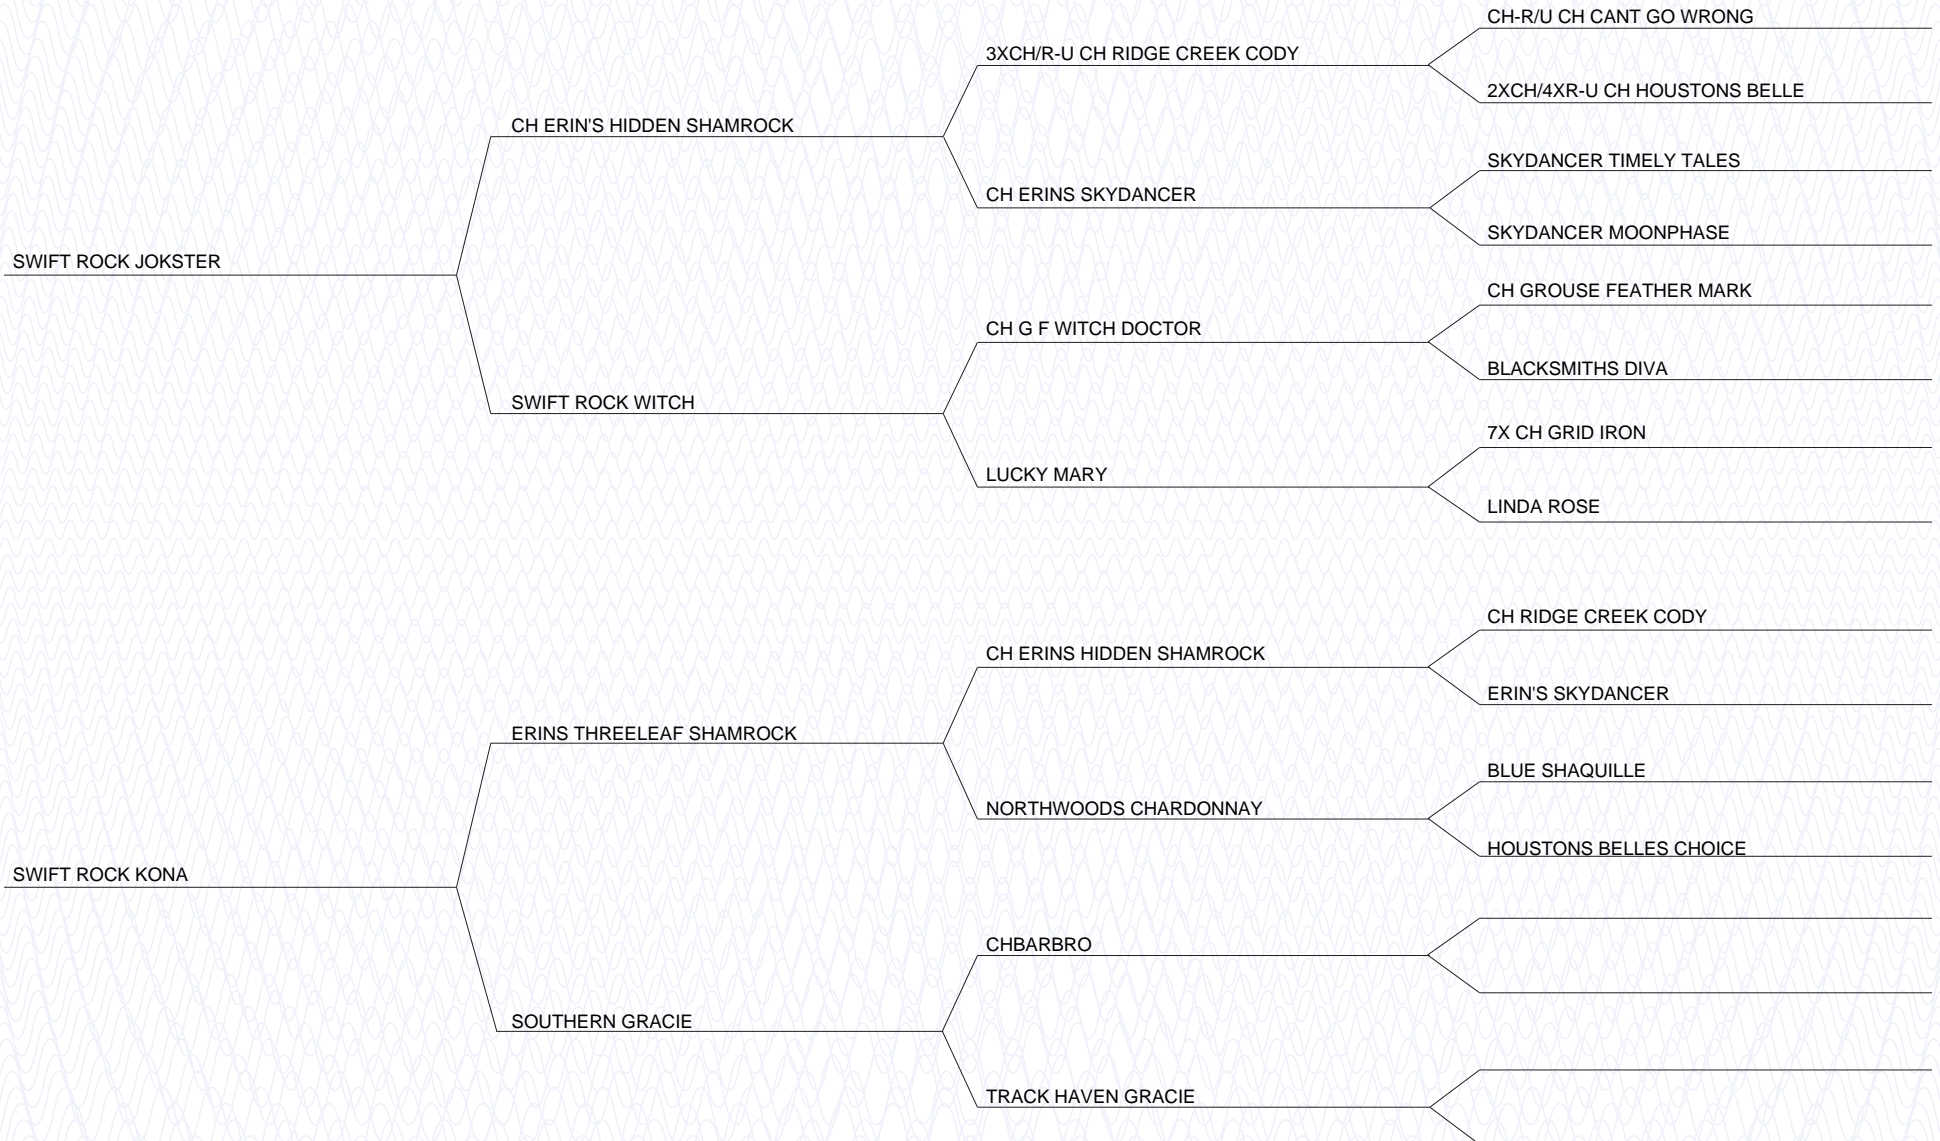 CH-R/U CH CANT GO WRONG
3XCH/R-U CH RIDGE CREEK CODY
2XCH/4XR-U CH HOUSTONS BELLE
CH ERIN'S HIDDEN SHAMROCK
SKYDANCER TIMELY TALES
CH ERINS SKYDANCER
SKYDANCER MOONPHASE
SWIFT ROCK JOKSTER
CH GROUSE FEATHER MARK
CH G F WITCH DOCTOR
BLACKSMITHS DIVA
SWIFT ROCK WITCH
7X CH GRID IRON
LUCKY MARY
LINDA ROSE
CH RIDGE CREEK CODY
CH ERINS HIDDEN SHAMROCK
ERIN'S SKYDANCER
ERINS THREELEAF SHAMROCK
BLUE SHAQUILLE
NORTHWOODS CHARDONNAY
HOUSTONS BELLES CHOICE
SWIFT ROCK KONA
CHBARBRO
SOUTHERN GRACIE
TRACK HAVEN GRACIE